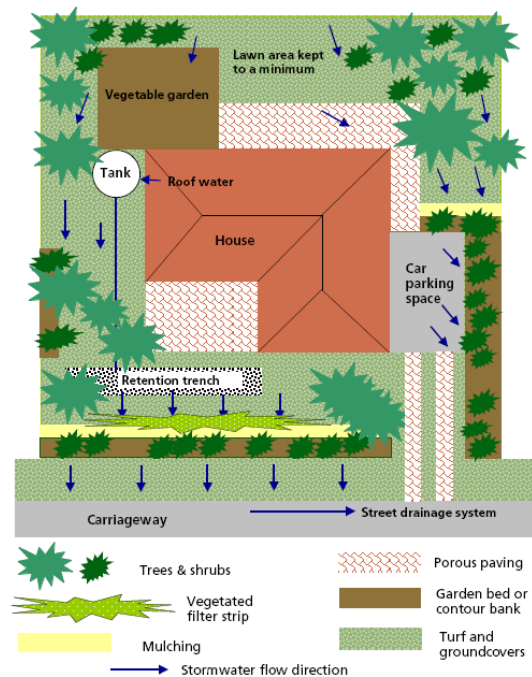 Lawn area kept
to a minimum
Vegetable garden
Tank
Roof water
House
Car
parking
space
Retention trench
Carriageway
Street drainage system
Trees & shrubs
Porous paving
Vegetated
filter strip
Garden bed or
contour bank
Mulching
Turf and
groundcovers
Stormwater flow direction